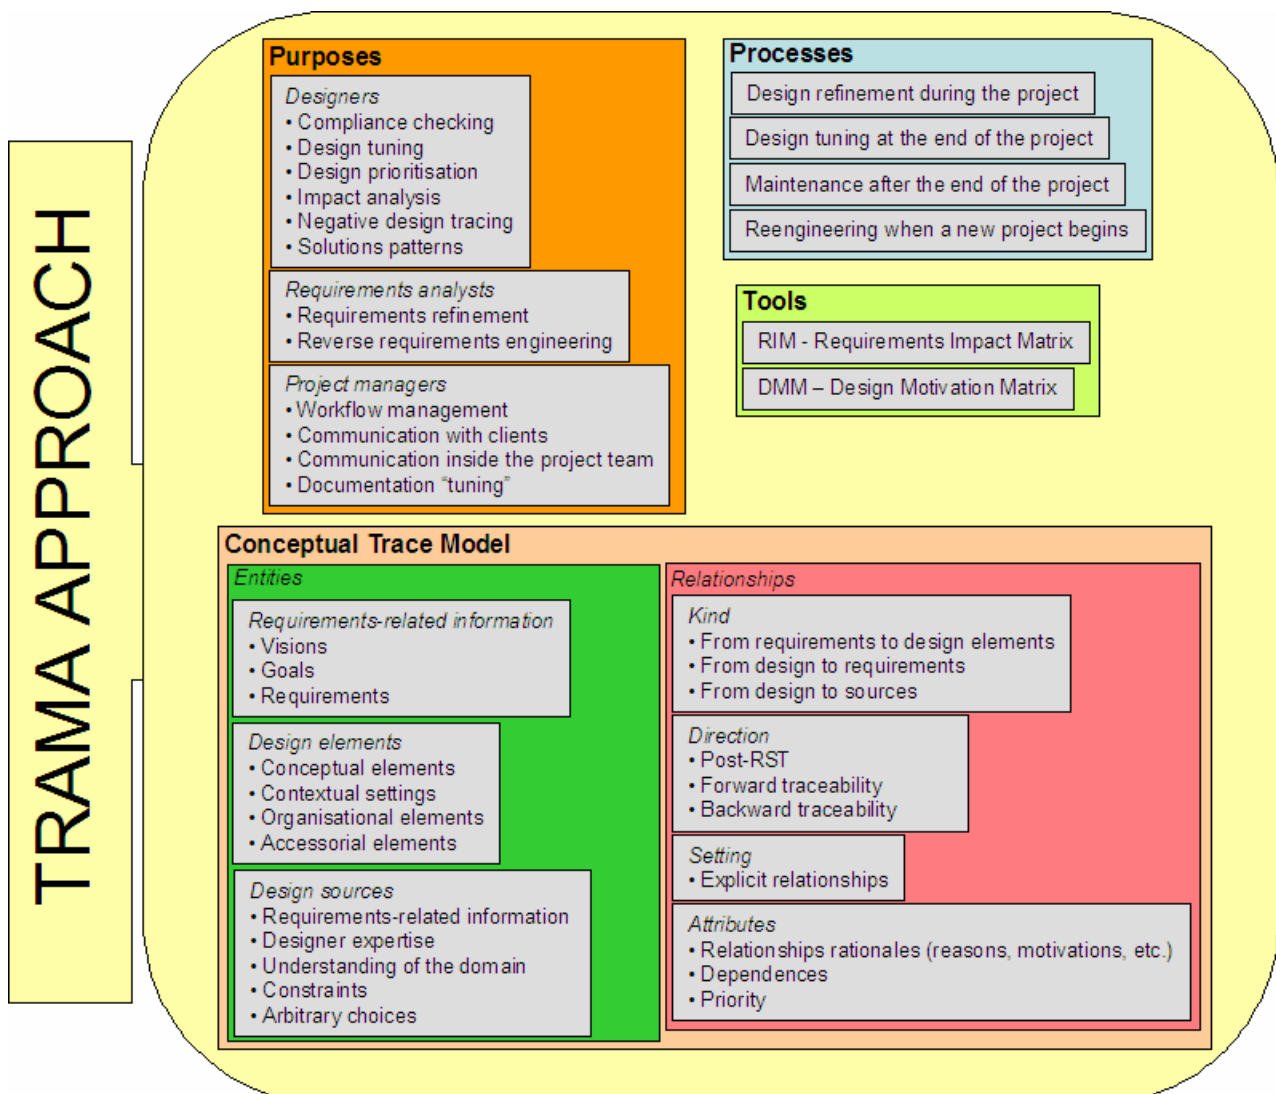 TRAMA APPROACH
Purposes
Designers
• Compliance checking
• Design tuning
• Design prioritisation
• Impact analysis
• Negative design tracing
• Solutions patterns
Requirements analysts
• Requirements refinement
• Reverse requirements engineering
Project managers
• Workflow management
• Communication with clients
• Communication inside the project team
• Documentation “tuning”
Processes
Design refinement during the project
Design tuning at the end of the project
Maintenance after the end of the project
Reengineering when a new project begins
Tools
RIM - Requirements Impact Matrix
DMM – Design Motivation Matrix
Conceptual Trace Model
Entities
Requirements-related information
• Visions
• Goals
• Requirements
Design elements
• Conceptual elements
• Contextual settings
• Organisational elements
• Accessorial elements
Design sources
• Requirements-related information
• Designer expertise
• Understanding of the domain
• Constraints
• Arbitrary choices
Relationships
Kind
• From requirements to design elements
• From design to requirements
• From design to sources
Direction
• Post-RST
• Forward traceability
• Backward traceability
Setting
• Explicit relationships
Attributes
• Relationships rationales (reasons, motivations, etc.)
• Dependences
• Priority